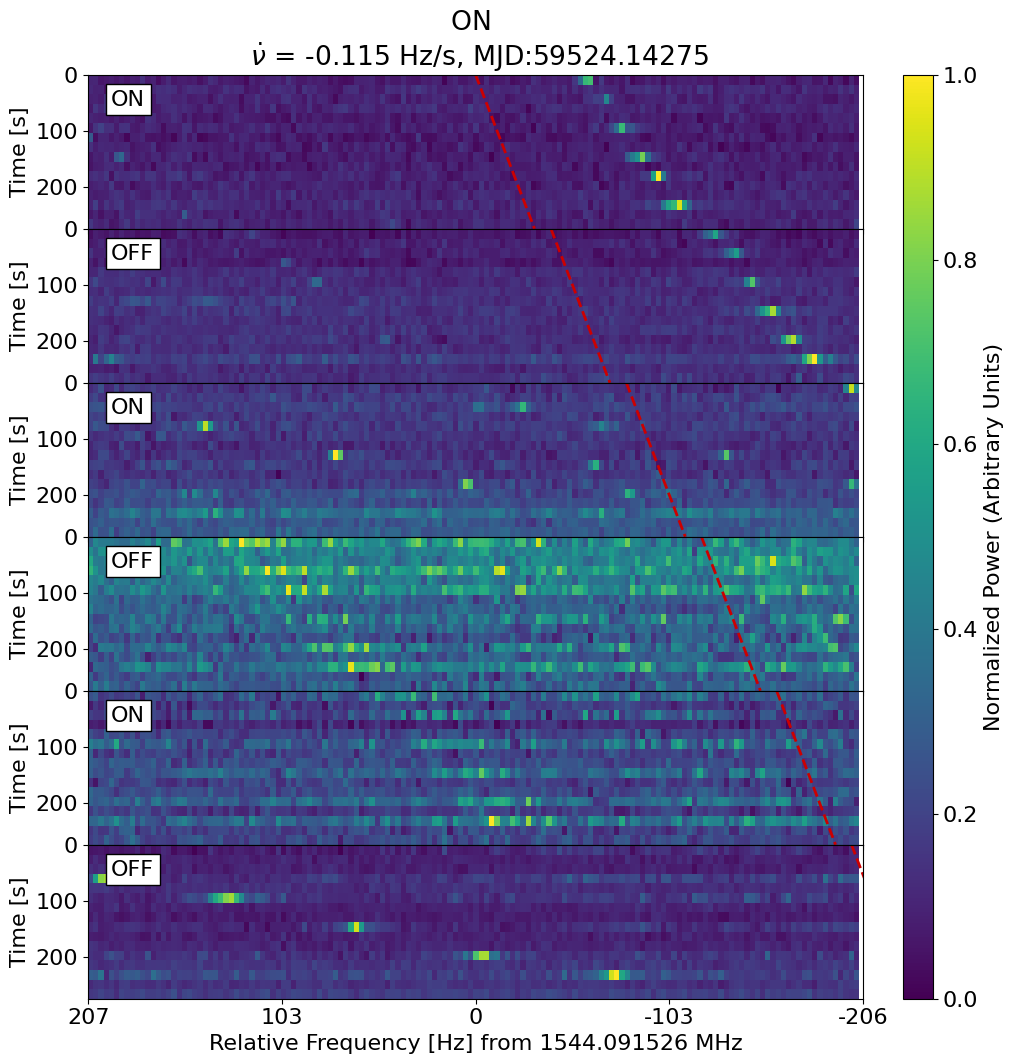 ON
ν̇ = -0.115 Hz/s, MJD:59524.14275
0
100
200
Time [s]
ON
0
100
200
Time [s]
OFF
0
100
200
Time [s]
ON
0
100
200
Time [s]
OFF
0
100
200
Time [s]
ON
0
100
200
Time [s]
OFF
207 103 0 -103 -206
Relative Frequency [Hz] from 1544.091526 MHz
1.0
0.8
0.6
0.4
0.2
0.0
Normalized Power (Arbitrary Units)